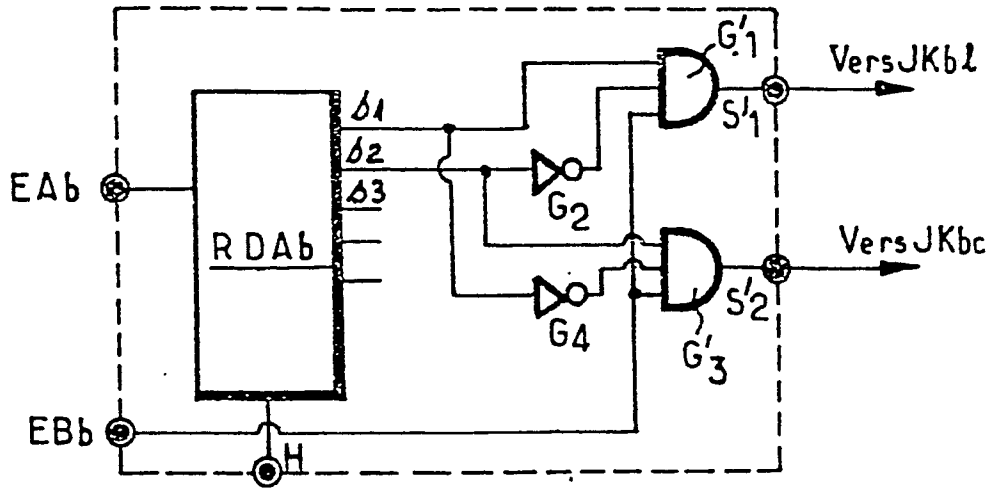 G'1
Vers JKbl
S'1
s1
s2
s3
EAb
G2
RDAb
Vers JKbc
S'2
G4
G'3
EBb
H